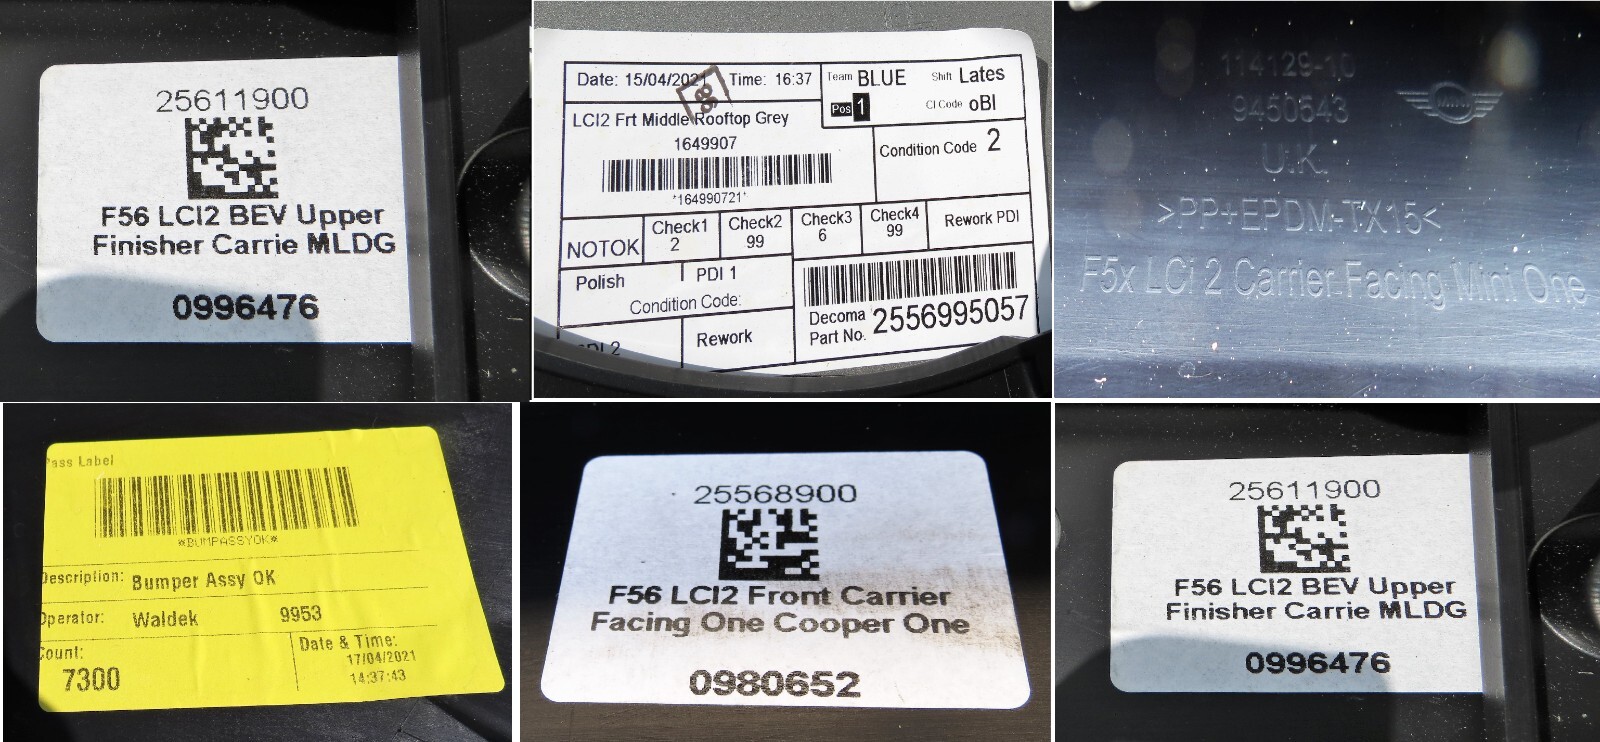 25611900
F56 LCI2 BEV Upper
Finisher Carrie MLDG
0996476
Date: 15/04/2021 Time: 16:37
Team BLUE Shift Lates
Pos 1 CI Code oBI
LCI2 Frt Middle Rooftop Grey
1649907
*164990721*
Condition Code 2
NOTOK
Check1
2
Check2
99
Check3
6
Check4
99
Rework PDI
Polish
PDI 1
Condition Code:
PDI 2
Rework
Decoma
Part No. 2556995057
114129-10
9450643
U.K.
>PP+EPDM-TX15<
F5x LCi 2 Carrier Facing Mini One
Pass Label
*BUMPASSYOK*
Description: Bumper Assy OK
Operator: Waldek 9953
Count:
7300
Date & Time:
17/04/2021
14:37:43
25568900
F56 LCI2 Front Carrier
Facing One Cooper One
0980652
25611900
F56 LCI2 BEV Upper
Finisher Carrie MLDG
0996476